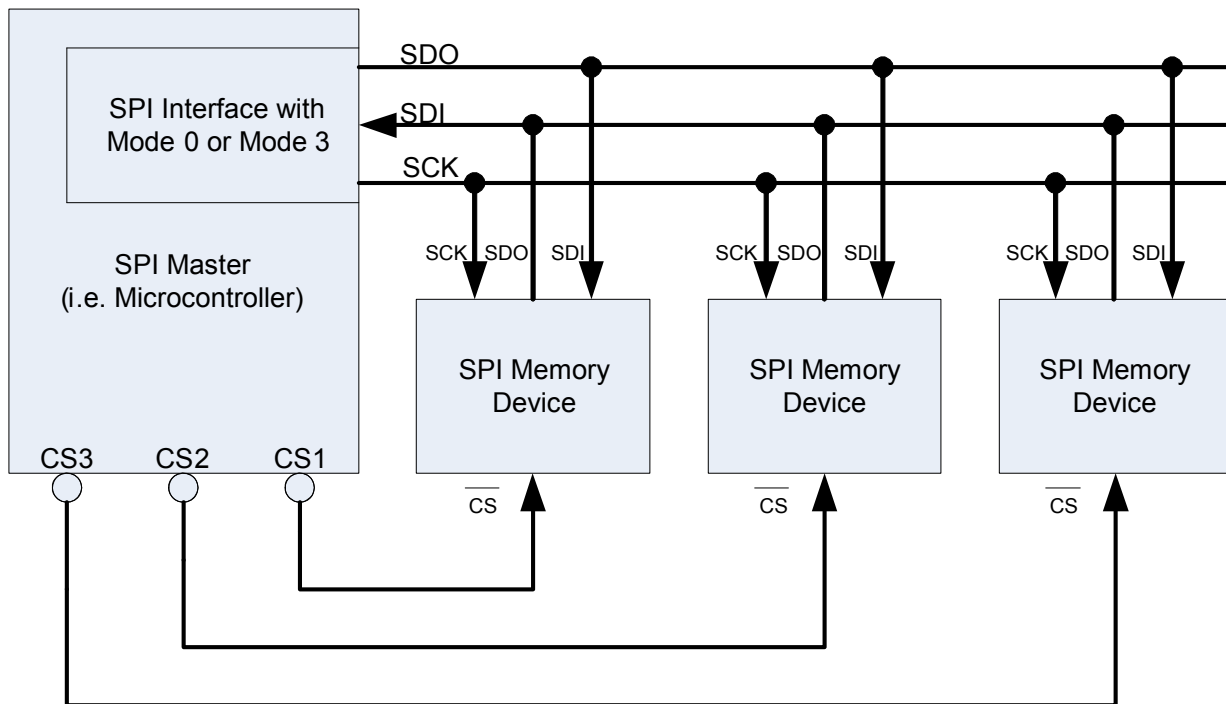 SDO
SPI Interface with
Mode 0 or Mode 3
SDI
SCK
SPI Master
(i.e. Microcontroller)
SCK SDO SDI
SCK SDO SDI
SCK SDO SDI
SPI Memory
Device
SPI Memory
Device
SPI Memory
Device
CS3 CS2 CS1
CS
CS
CS